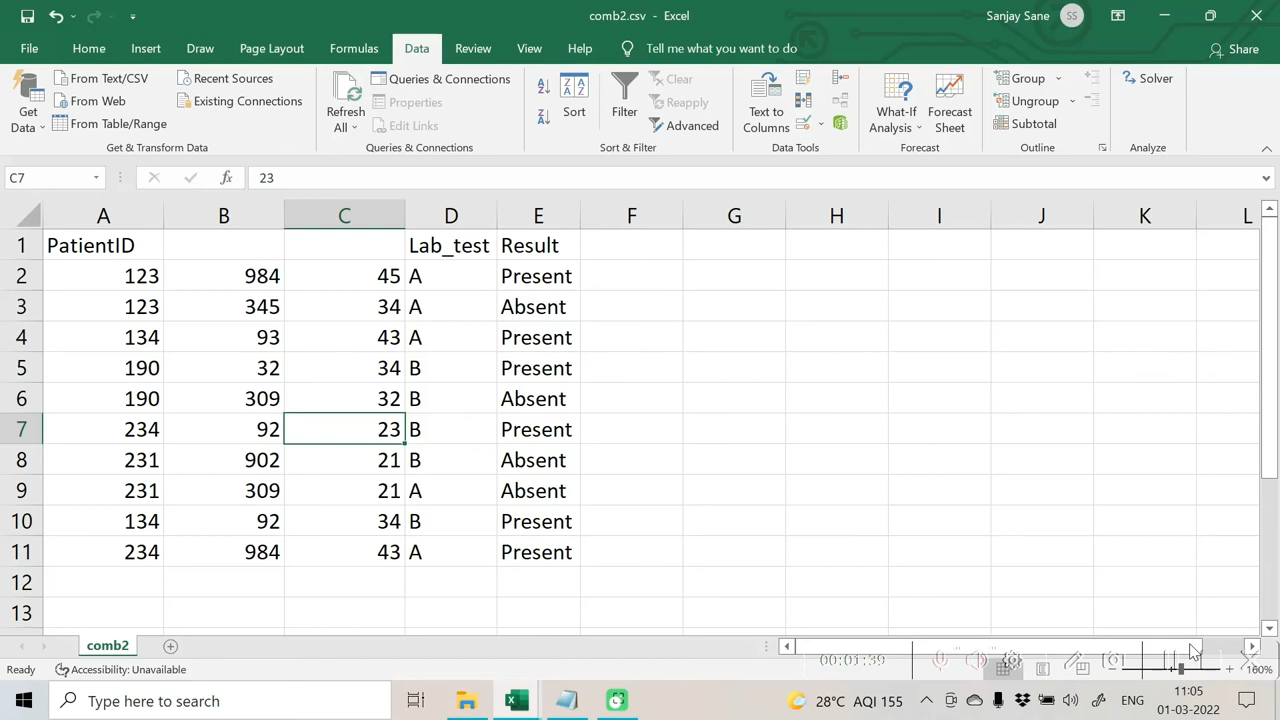 comb2.csv - Excel
Sanjay Sane SS
File Home Insert Draw Page Layout Formulas Data Review View Help Tell me what you want to do Share
Get Data
From Text/CSV
From Web
From Table/Range
Recent Sources
Existing Connections
Get & Transform Data
Refresh All
Queries & Connections
Properties
Edit Links
Queries & Connections
Sort
Filter
Clear
Reapply
Advanced
Sort & Filter
Text to Columns
Data Tools
What-If Analysis
Forecast Sheet
Forecast
Group
Ungroup
Subtotal
Outline
Solver
Analyze
C7 fx 23
A B C D E F G H I J K L
1 PatientID Lab_test Result
2 123 984 45 A Present
3 123 345 34 A Absent
4 134 93 43 A Present
5 190 32 34 B Present
6 190 309 32 B Absent
7 234 92 23 B Present
8 231 902 21 B Absent
9 231 309 21 A Absent
10 134 92 34 B Present
11 234 984 43 A Present
12
13
comb2
Ready Accessibility: Unavailable 00:01:39 160%
Type here to search 28°C AQI 155 ENG 11:05
01-03-2022